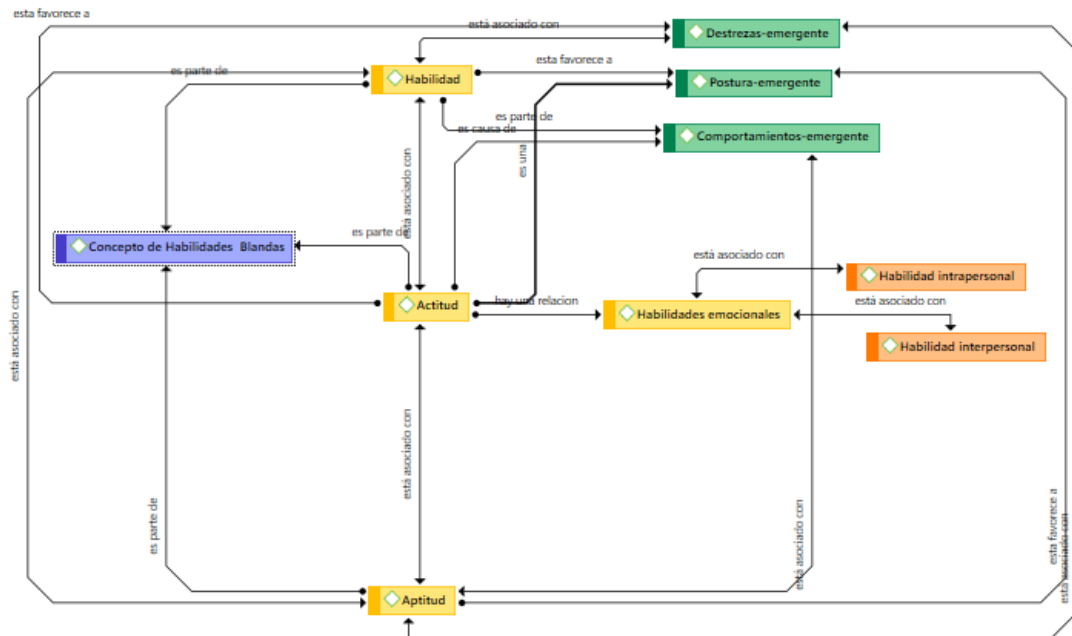 esta favorece a
está asociado con
Destrezas-emergente
es parte de
Habilidad
esta favorece a
Postura-emergente
es parte de
es causa de
Comportamientos-emergente
es una
está asociado con
Concepto de Habilidades Blandas
es parte de
está asociado con
Habilidad intrapersonal
Actitud
hay una relacion
Habilidades emocionales
está asociado con
Habilidad interpersonal
está asociado con
está asociado con
es parte de
está asociado con
esta favorece a
está asociado con
Aptitud